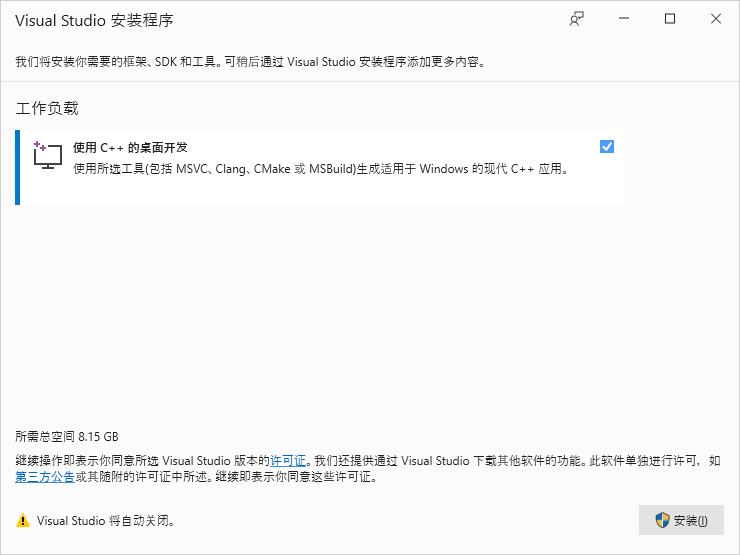 Visual Studio 安装程序
我们将安装你需要的框架、SDK 和工具。可稍后通过 Visual Studio 安装程序添加更多内容。
工作负载
使用 C++ 的桌面开发
使用所选工具(包括 MSVC、Clang、CMake 或 MSBuild)生成适用于 Windows 的现代 C++ 应用。
所需总空间 8.15 GB
继续操作即表示你同意所选 Visual Studio 版本的许可证。我们还提供通过 Visual Studio 下载其他软件的功能。此软件单独进行许可，如
第三方公告或其随附的许可证中所述。继续即表示你同意这些许可证。
Visual Studio 将自动关闭。
安装(I)